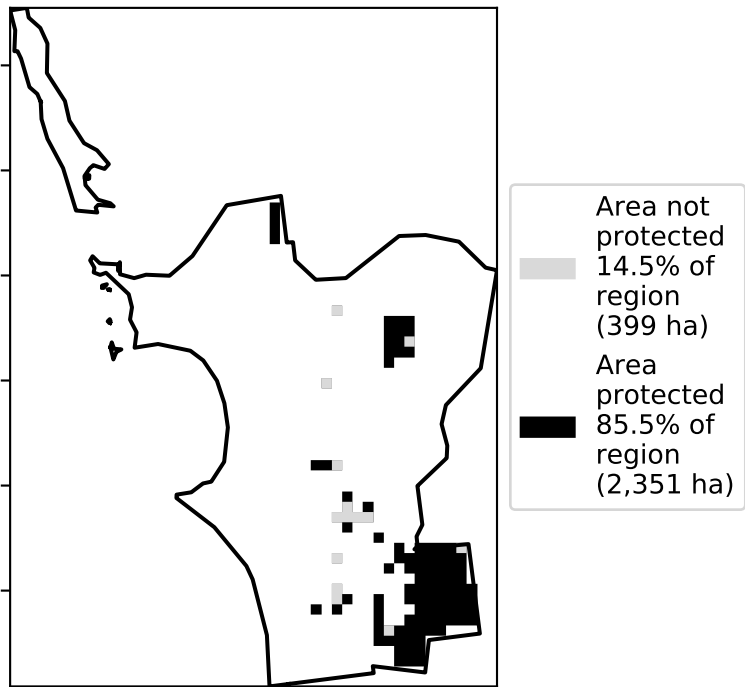 Area not
protected
14.5% of
region
(399 ha)
Area
protected
85.5% of
region
(2,351 ha)